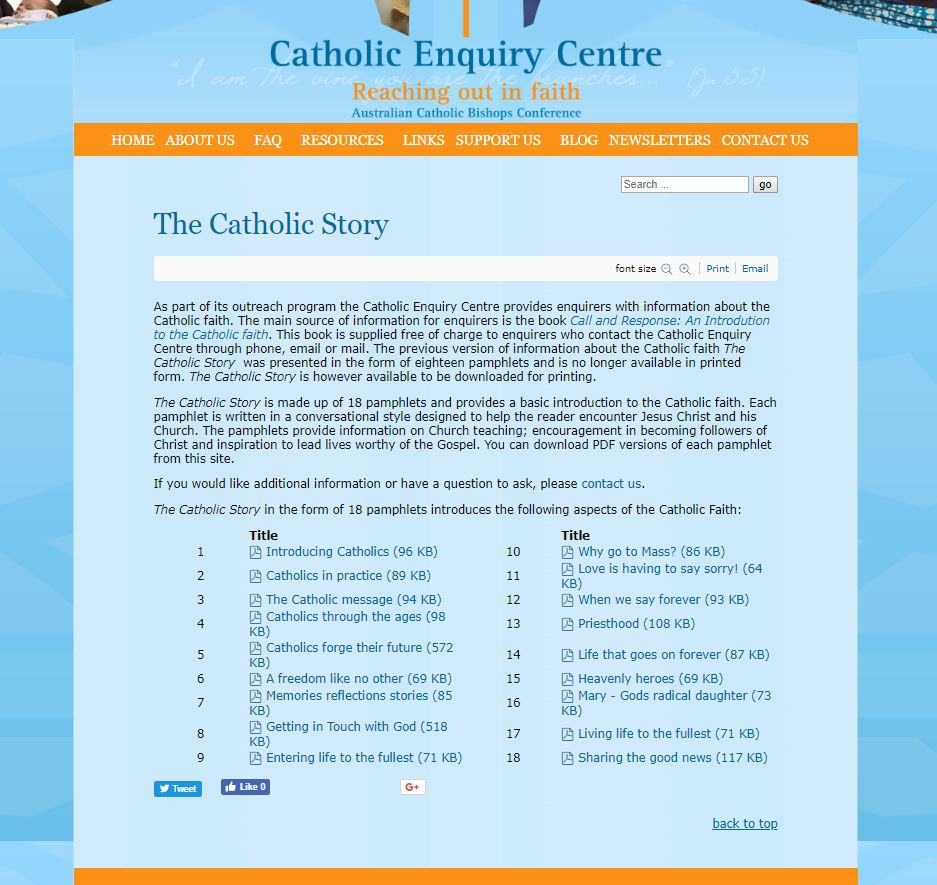 Catholic Enquiry Centre
"I am the vine you are the branches..." [Jn 5:5]
Reaching out in faith
Australian Catholic Bishops Conference
HOME ABOUT US FAQ RESOURCES LINKS SUPPORT US BLOG NEWSLETTERS CONTACT US
Search ... go
The Catholic Story
font size Print Email
As part of its outreach program the Catholic Enquiry Centre provides enquirers with information about the
Catholic faith. The main source of information for enquirers is the book Call and Response: An Introdution
to the Catholic faith. This book is supplied free of charge to enquirers who contact the Catholic Enquiry
Centre through phone, email or mail. The previous version of information about the Catholic faith The
Catholic Story was presented in the form of eighteen pamphlets and is no longer available in printed
form. The Catholic Story is however available to be downloaded for printing.
The Catholic Story is made up of 18 pamphlets and provides a basic introduction to the Catholic faith. Each
pamphlet is written in a conversational style designed to help the reader encounter Jesus Christ and his
Church. The pamphlets provide information on Church teaching; encouragement in becoming followers of
Christ and inspiration to lead lives worthy of the Gospel. You can download PDF versions of each pamphlet
from this site.
If you would like additional information or have a question to ask, please contact us.
The Catholic Story in the form of 18 pamphlets introduces the following aspects of the Catholic Faith:
Title Title
1 Introducing Catholics (96 KB) 10 Why go to Mass? (86 KB)
2 Catholics in practice (89 KB) 11 Love is having to say sorry! (64
KB)
3 The Catholic message (94 KB) 12 When we say forever (93 KB)
4 Catholics through the ages (98
KB) 13 Priesthood (108 KB)
5 Catholics forge their future (572
KB) 14 Life that goes on forever (87 KB)
6 A freedom like no other (69 KB) 15 Heavenly heroes (69 KB)
7 Memories reflections stories (85
KB) 16 Mary - Gods radical daughter (73
KB)
8 Getting in Touch with God (518
KB) 17 Living life to the fullest (71 KB)
9 Entering life to the fullest (71 KB) 18 Sharing the good news (117 KB)
Tweet Like 0 G+
back to top